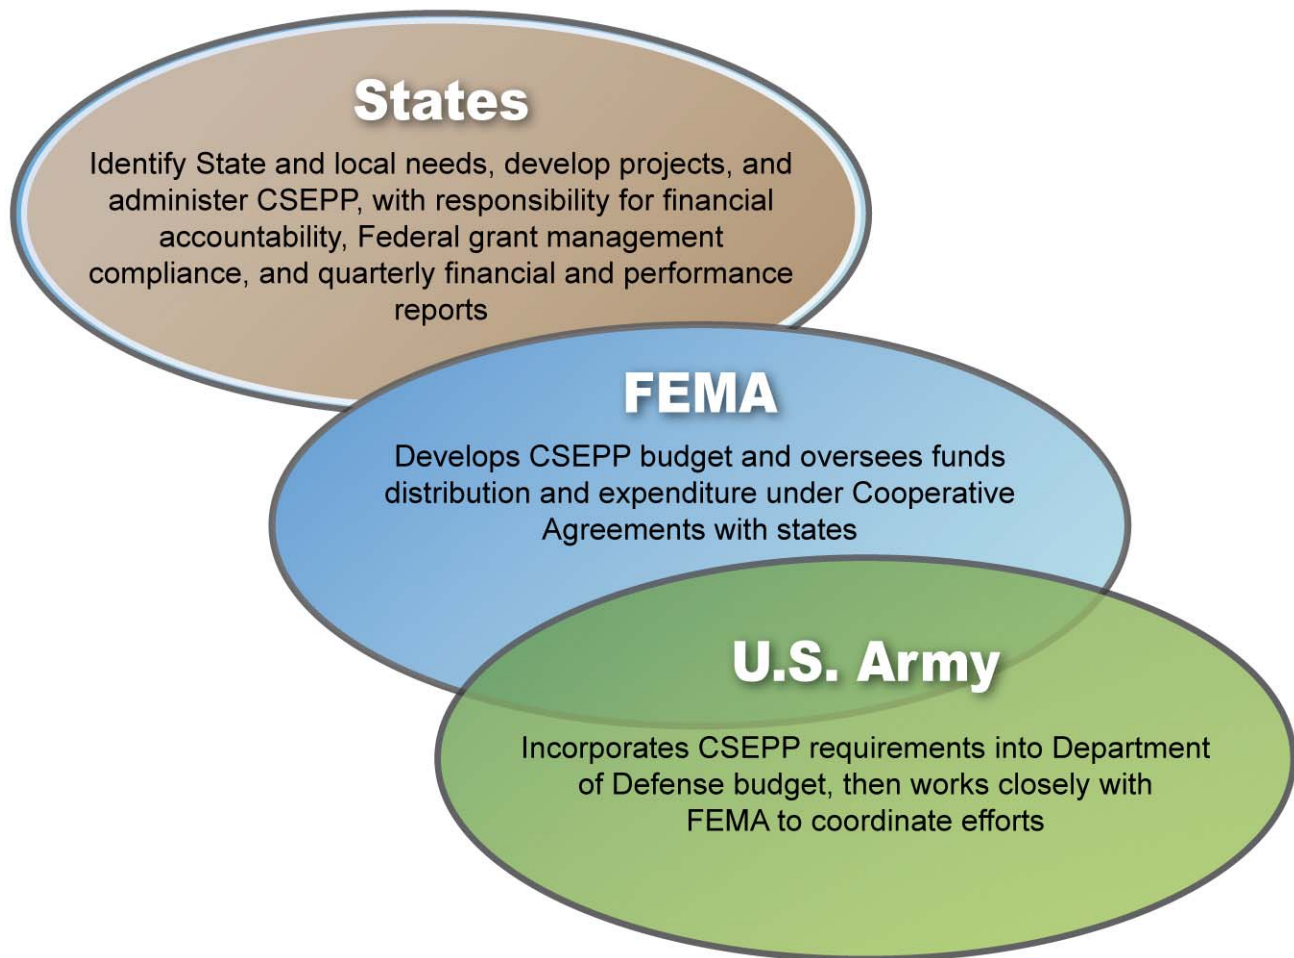 States
Identify State and local needs, develop projects, and
administer CSEPP, with responsibility for financial
accountability, Federal grant management
compliance, and quarterly financial and performance
reports
FEMA
Develops CSEPP budget and oversees funds
distribution and expenditure under Cooperative
Agreements with states
U.S. Army
Incorporates CSEPP requirements into Department
of Defense budget, then works closely with
FEMA to coordinate efforts